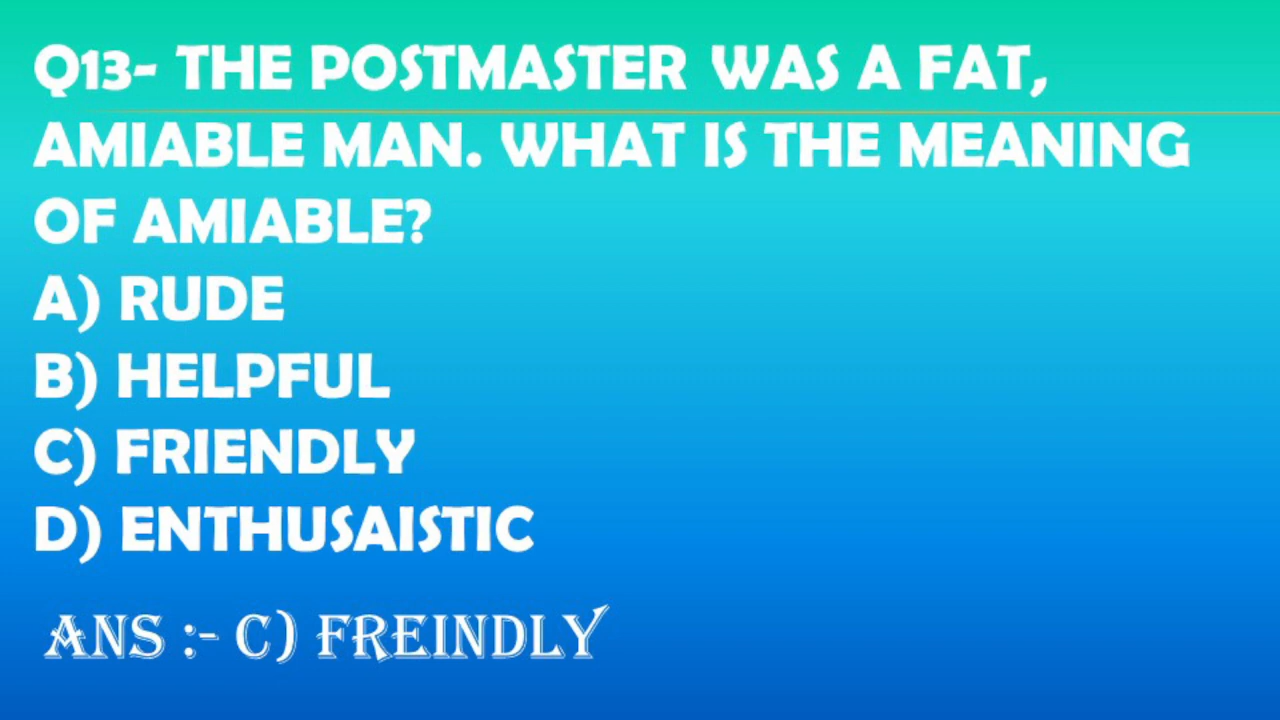 Q13- THE POSTMASTER WAS A FAT,
AMIABLE MAN. WHAT IS THE MEANING
OF AMIABLE?
A) RUDE
B) HELPFUL
C) FRIENDLY
D) ENTHUSAISTIC
ANS :- C) FREINDLY